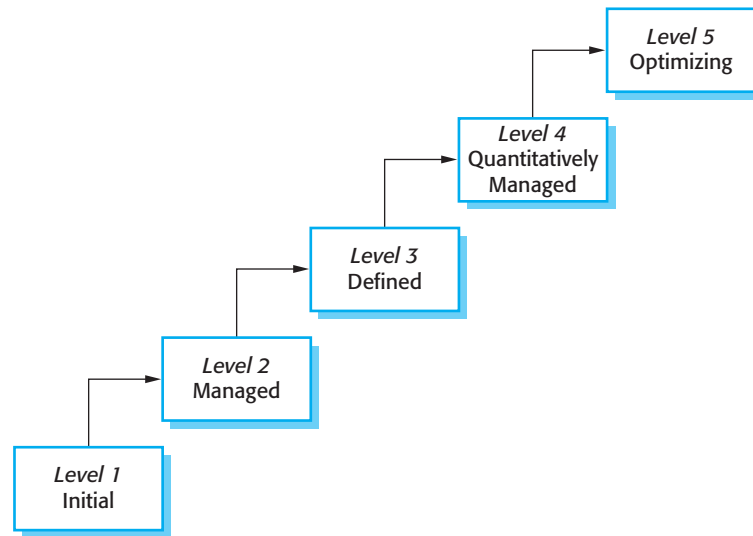 Level 5
Optimizing
Level 4
Quantitatively
Managed
Level 3
Defined
Level 2
Managed
Level 1
Initial